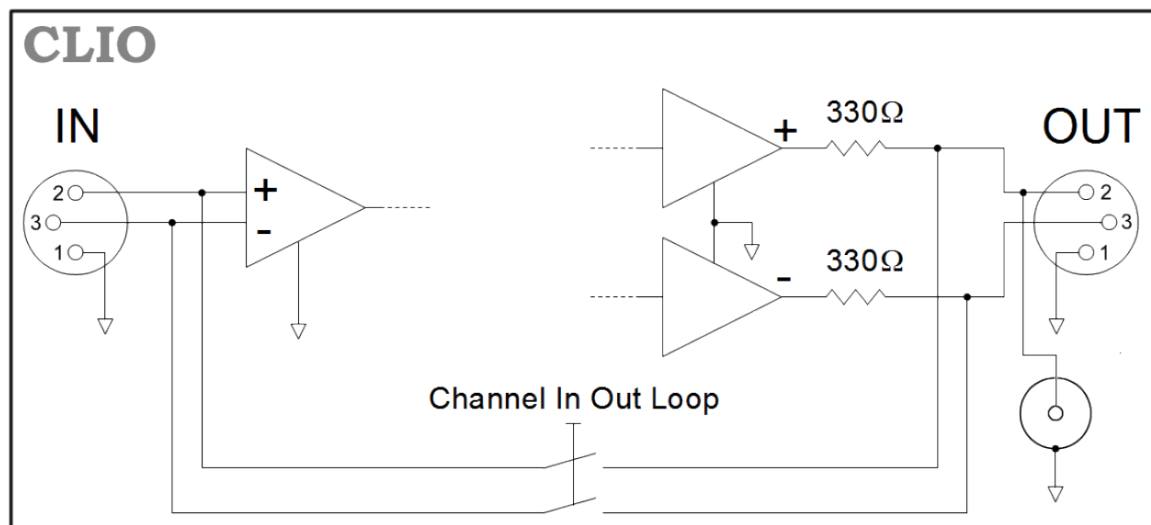 CLIO
IN
OUT
330Ω
+
2
+
2
3
-
3
1
330Ω
1
-
Channel In Out Loop